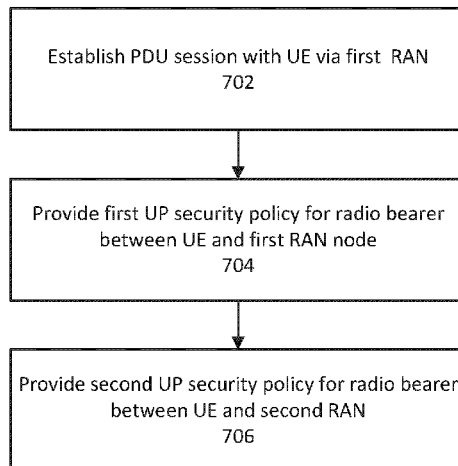 Establish PDU session with UE via first RAN
702
Provide first UP security policy for radio bearer
between UE and first RAN node
704
Provide second UP security policy for radio bearer
between UE and second RAN
706